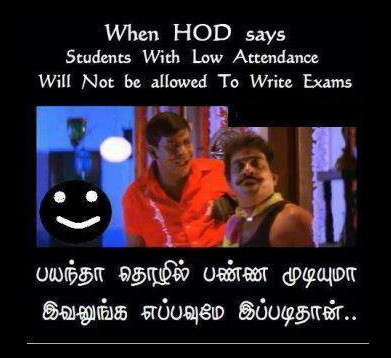 When HOD says
Students With Low Attendance
Will Not be allowed To Write Exams
பயந்தா தொழில் பண்ண முடியுமா
இவனுங்க எப்பவுமே இப்படிதான்..